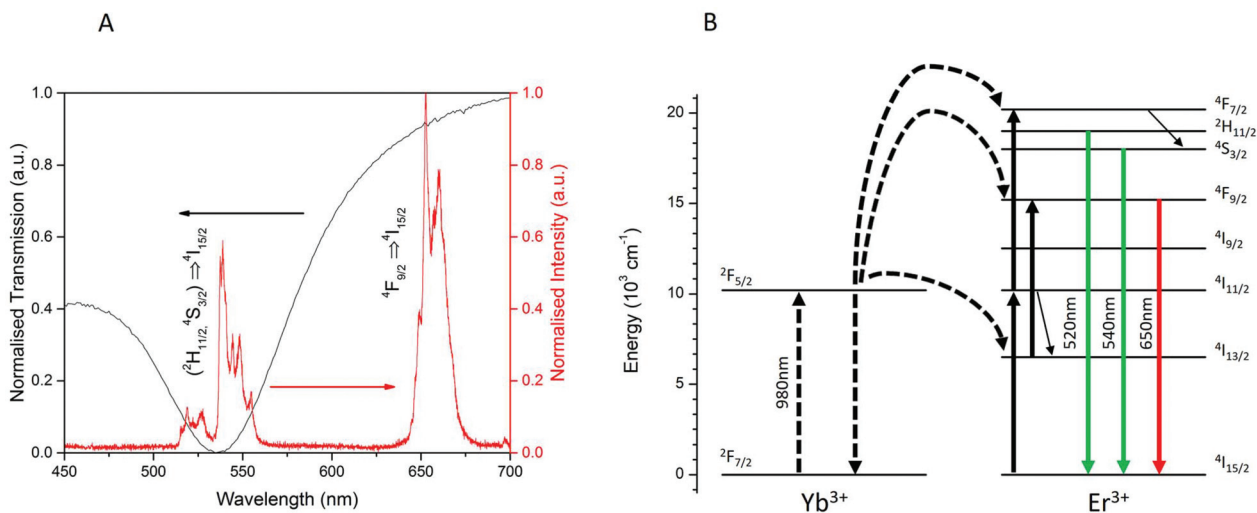 A
Normalised Transmission (a.u.)
1.0
0.8
0.6
0.4
0.2
0.0
(²H₁₁/₂, ⁴S₃/₂) ⇒ ⁴I₁₅/₂
⁴F₉/₂ ⇒ ⁴I₁₅/₂
1.0
0.8
0.6
0.4
0.2
0.0
Normalised Intensity (a.u.)
450 500 550 600 650 700
Wavelength (nm)
B
Energy (10³ cm⁻¹)
20
15
10
5
0
²F₅/₂
980nm
²F₇/₂
Yb³⁺
520nm
540nm
650nm
⁴F₇/₂
²H₁₁/₂
⁴S₃/₂
⁴F₉/₂
⁴I₉/₂
⁴I₁₁/₂
⁴I₁₃/₂
⁴I₁₅/₂
Er³⁺